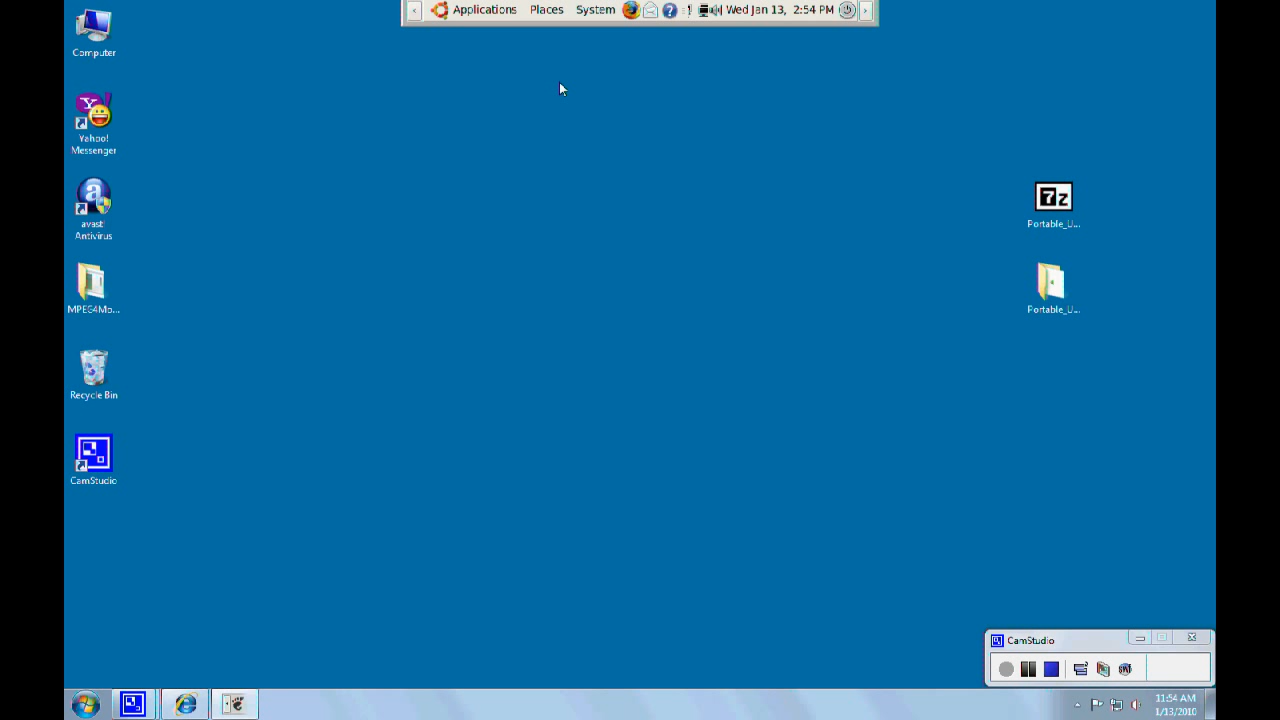 Applications Places System Wed Jan 13, 2:54 PM
Computer
Yahoo!
Messenger
avast!
Antivirus
MPEG4Mo...
Recycle Bin
CamStudio
7z
Portable_U...
Portable_U...
CamStudio
11:54 AM
1/13/2010